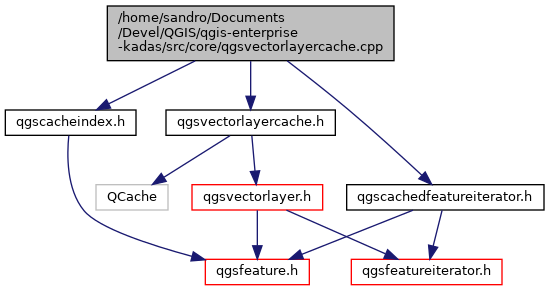 /home/sandro/Documents
/Devel/QGIS/qgis-enterprise
-kadas/src/core/qgsvectorlayercache.cpp
qgscacheindex.h
qgsvectorlayercache.h
QCache
qgsvectorlayer.h
qgscachedfeatureiterator.h
qgsfeature.h
qgsfeatureiterator.h